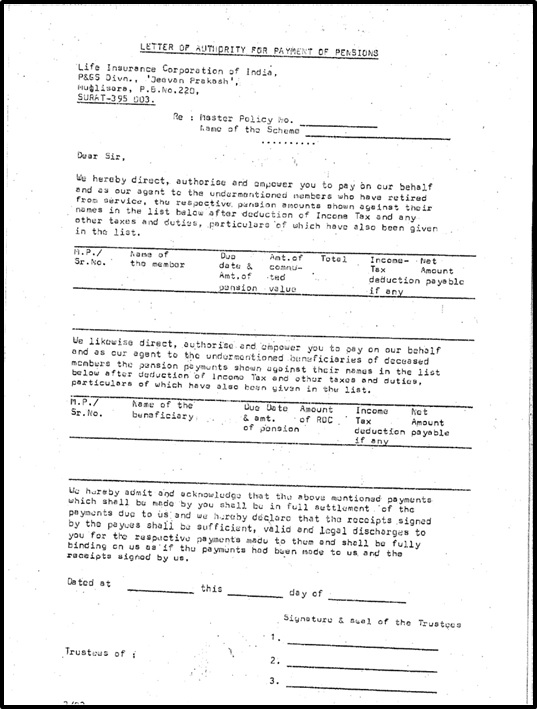 LETTER OF AUTHORITY FOR PAYMENT OF PENSIONS
Life Insurance Corporation of India,
P&GS Divn., 'Jeevan Prakash',
Muglisara, P.B.No.220,
SURAT-395 003.
Re : Master Policy No.
Name of the Scheme
..........
Dear Sir,
We hereby direct, authorise and empower you to pay on our behalf
and as our agent to the undermentioned members who have retired
from service, the respective pension amounts shown against their
names in the list below after deduction of Income Tax and any
other taxes and duties, particulars of which have also been given
in the list.
M.P./ Name of Due Amt.of Total Income- Net
Sr.No. the member date & commu- Tax Amount
Amt.of ted deduction payable
pension value if any
We likewise direct, authorise and empower you to pay on our behalf
and as our agent to the undermentioned beneficiaries of deceased
members the pension payments shown against their names in the list
below after deduction of Income Tax and other taxes and duties,
particulars of which have also been given in the list.
M.P./ Name of the Due Date Amount Income Net
Sr.No. beneficiary & amt. of ROC Tax Amount
of pension deduction payable
if any
We hereby admit and acknowledge that the above mentioned payments
which shall be made by you shall be in full settlement of the
payments due to us and we hereby declare that the receipts signed
by the payees shall be sufficient, valid and legal discharges to
you for the respective payments made to them and shall be fully
binding on us as if the payments had been made to us and the
receipts signed by us.
Dated at this day of
Signature & seal of the Trustees
1.
Trustees of :
2.
3.